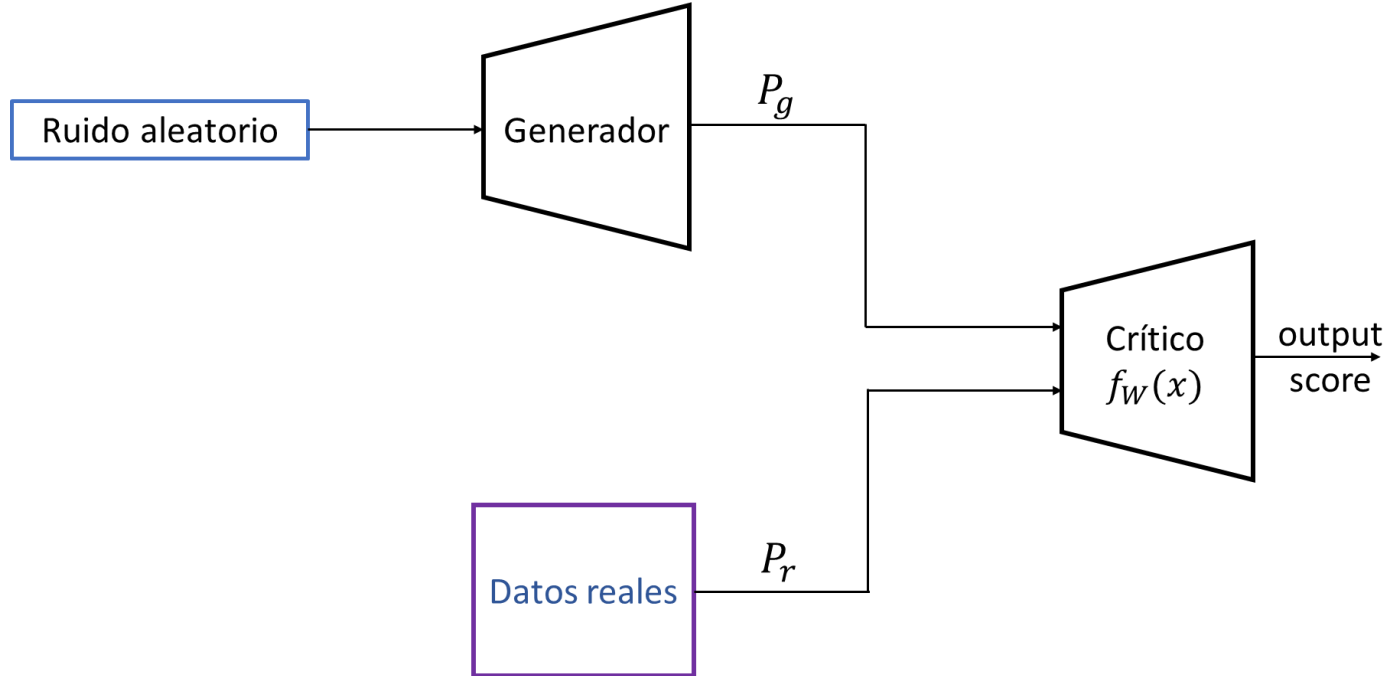 Ruido aleatorio
Generador
P_g
Crítico
f_W(x)
output
score
Datos reales
P_r